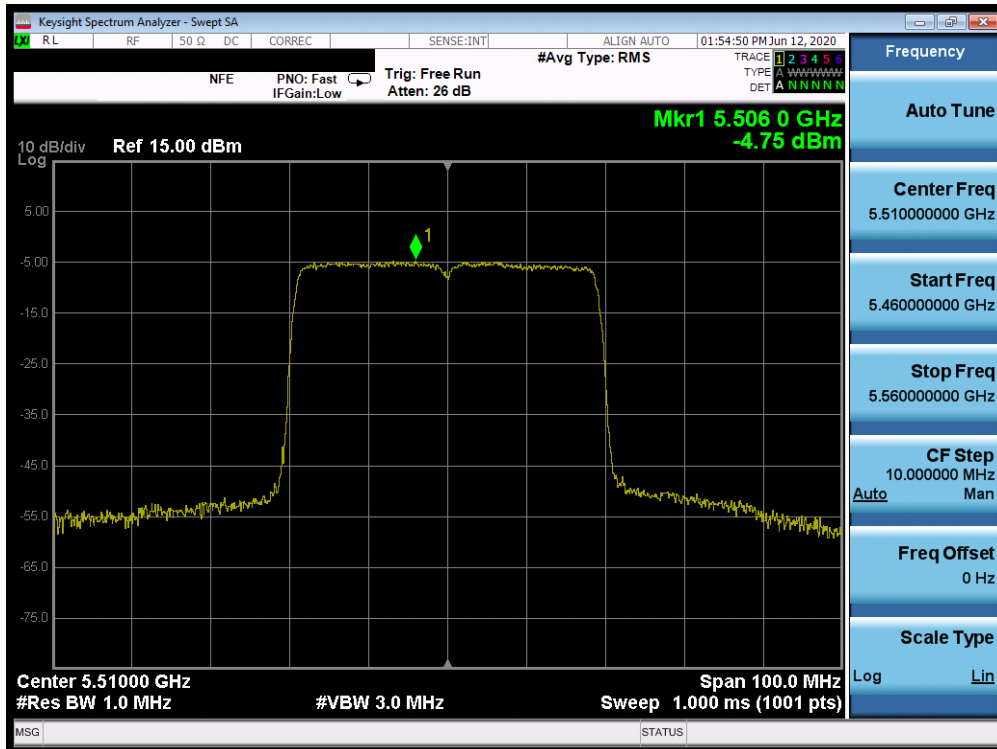 Keysight Spectrum Analyzer - Swept SA
LXI RL RF 50 Ω DC CORREC SENSE:INT ALIGN AUTO 01:54:50 PM Jun 12, 2020
#Avg Type: RMS TRACE 1 2 3 4 5 6
NFE PNO: Fast Trig: Free Run TYPE A WWWWW
IFGain:Low Atten: 26 dB DET A N N N N N
Mkr1 5.506 0 GHz
-4.75 dBm
10 dB/div Ref 15.00 dBm
Log
5.00
1
-5.00
-15.0
-25.0
-35.0
-45.0
-55.0
-65.0
-75.0
Center 5.51000 GHz Span 100.0 MHz
#Res BW 1.0 MHz #VBW 3.0 MHz Sweep 1.000 ms (1001 pts)
MSG STATUS
Frequency
Auto Tune
Center Freq
5.510000000 GHz
Start Freq
5.460000000 GHz
Stop Freq
5.560000000 GHz
CF Step
10.000000 MHz
Auto Man
Freq Offset
0 Hz
Scale Type
Log Lin